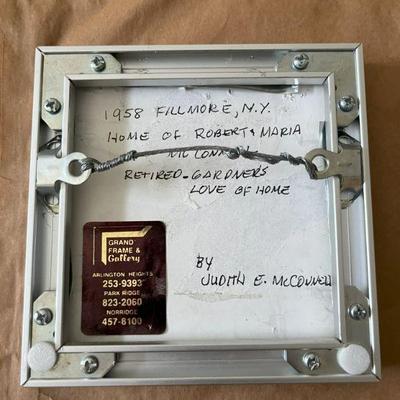 1958 FILLMORE, N.Y.
HOME OF ROBERT & MARIA
McCONNELL
RETIRED-GARDNERS
LOVE OF HOME
BY
JUDITH E. McCONNELL
GRAND
FRAME &
Gallery
ARLINGTON HEIGHTS
253-9393
PARK RIDGE
823-2060
NORRIDGE
457-8100